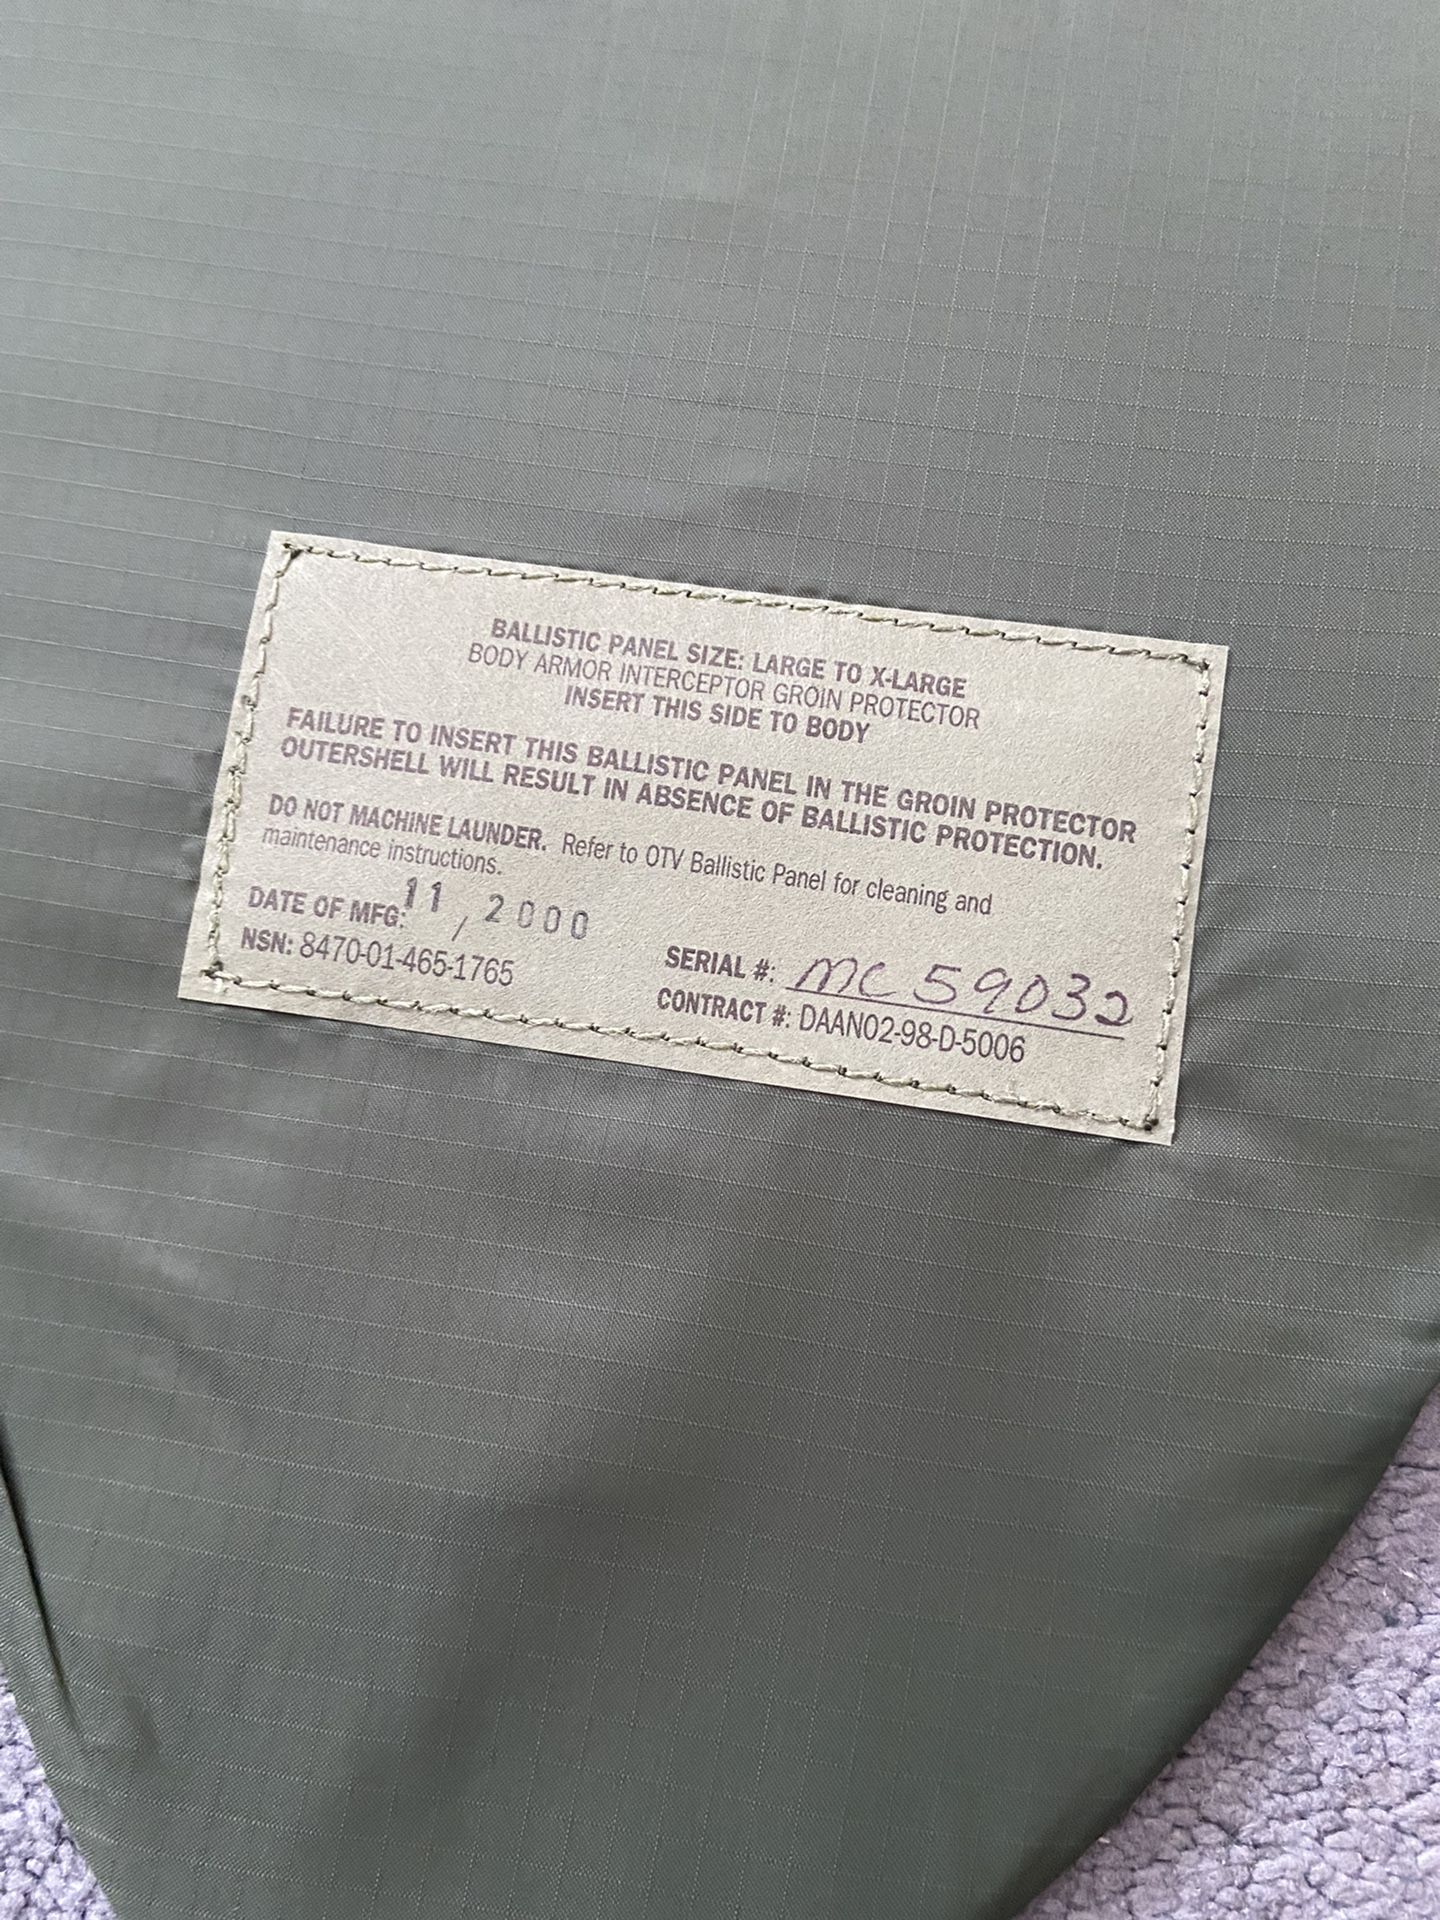 BALLISTIC PANEL SIZE: LARGE TO X-LARGE
BODY ARMOR INTERCEPTOR GROIN PROTECTOR
INSERT THIS SIDE TO BODY
FAILURE TO INSERT THIS BALLISTIC PANEL IN THE GROIN PROTECTOR
OUTERSHELL WILL RESULT IN ABSENCE OF BALLISTIC PROTECTION.
DO NOT MACHINE LAUNDER. Refer to OTV Ballistic Panel for cleaning and
maintenance instructions.
DATE OF MFG: 11 / 2000
NSN: 8470-01-465-1765
SERIAL #: MC 59032
CONTRACT #: DAAN02-98-D-5006